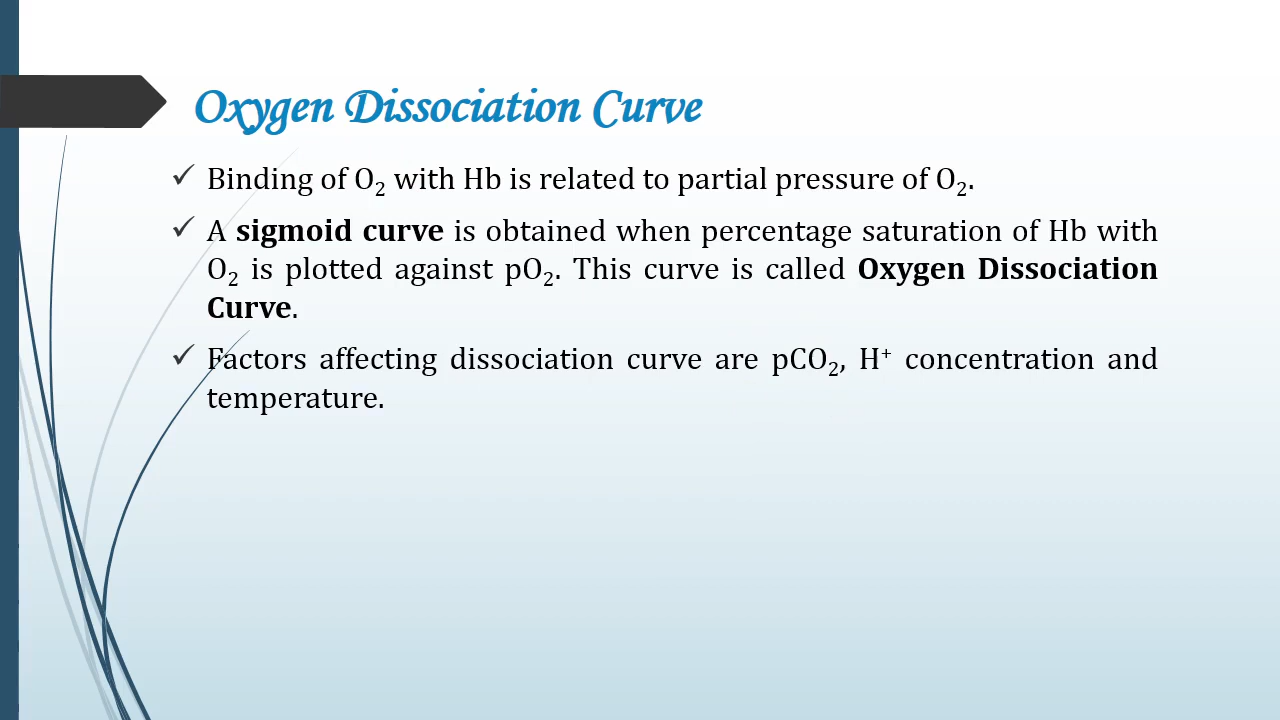 Oxygen Dissociation Curve
✓ Binding of O₂ with Hb is related to partial pressure of O₂.
✓ A sigmoid curve is obtained when percentage saturation of Hb with
O₂ is plotted against pO₂. This curve is called Oxygen Dissociation
Curve.
✓ Factors affecting dissociation curve are pCO₂, H⁺ concentration and
temperature.